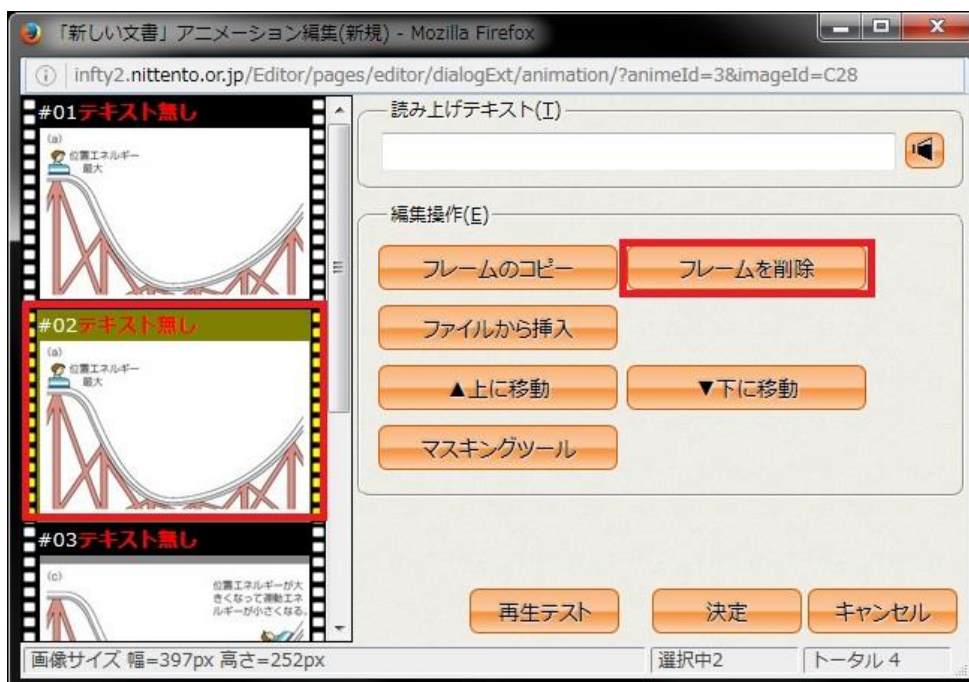 「新しい文書」アニメーション編集(新規) - Mozilla Firefox
infty2.nittento.or.jp/Editor/pages/editor/dialogExt/animation/?animeId=3&imageId=C28
#01テキスト無し
(a)
位置エネルギー
最大
#02テキスト無し
(a)
位置エネルギー
最大
#03テキスト無し
(c)
位置エネルギーが大
きくなって運動エネ
ルギーが小さくなる。
読み上げテキスト(T)
編集操作(E)
フレームのコピー
フレームを削除
ファイルから挿入
▲上に移動
▼下に移動
マスキングツール
再生テスト
決定
キャンセル
画像サイズ 幅=397px 高さ=252px
選択中2
トータル 4